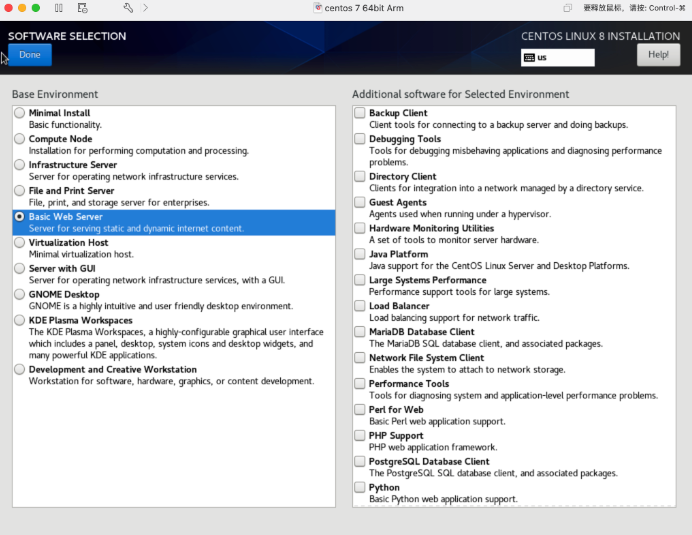 centos 7 64bit Arm
要释放鼠标，请按: Control-⌘
SOFTWARE SELECTION
CENTOS LINUX 8 INSTALLATION
Done
us
Help!
Base Environment
Minimal Install
Basic functionality.
Compute Node
Installation for performing computation and processing.
Infrastructure Server
Server for operating network infrastructure services.
File and Print Server
File, print, and storage server for enterprises.
Basic Web Server
Server for serving static and dynamic internet content.
Virtualization Host
Minimal virtualization host.
Server with GUI
Server for operating network infrastructure services, with a GUI.
GNOME Desktop
GNOME is a highly intuitive and user friendly desktop environment.
KDE Plasma Workspaces
The KDE Plasma Workspaces, a highly-configurable graphical user interface
which includes a panel, desktop, system icons and desktop widgets, and
many powerful KDE applications.
Development and Creative Workstation
Workstation for software, hardware, graphics, or content development.
Additional software for Selected Environment
Backup Client
Client tools for connecting to a backup server and doing backups.
Debugging Tools
Tools for debugging misbehaving applications and diagnosing performance
problems.
Directory Client
Clients for integration into a network managed by a directory service.
Guest Agents
Agents used when running under a hypervisor.
Hardware Monitoring Utilities
A set of tools to monitor server hardware.
Java Platform
Java support for the CentOS Linux Server and Desktop Platforms.
Large Systems Performance
Performance support tools for large systems.
Load Balancer
Load balancing support for network traffic.
MariaDB Database Client
The MariaDB SQL database client, and associated packages.
Network File System Client
Enables the system to attach to network storage.
Performance Tools
Tools for diagnosing system and application-level performance problems.
Perl for Web
Basic Perl web application support.
PHP Support
PHP web application framework.
PostgreSQL Database Client
The PostgreSQL SQL database client, and associated packages.
Python
Basic Python web application support.